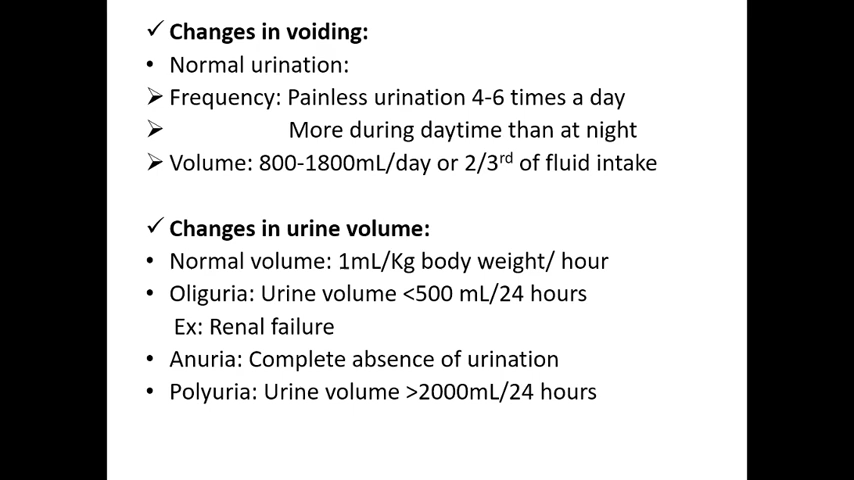 ✓ Changes in voiding:
• Normal urination:
➢ Frequency: Painless urination 4-6 times a day
➢ More during daytime than at night
➢ Volume: 800-1800mL/day or 2/3rd of fluid intake
✓ Changes in urine volume:
• Normal volume: 1mL/Kg body weight/ hour
• Oliguria: Urine volume <500 mL/24 hours
Ex: Renal failure
• Anuria: Complete absence of urination
• Polyuria: Urine volume >2000mL/24 hours